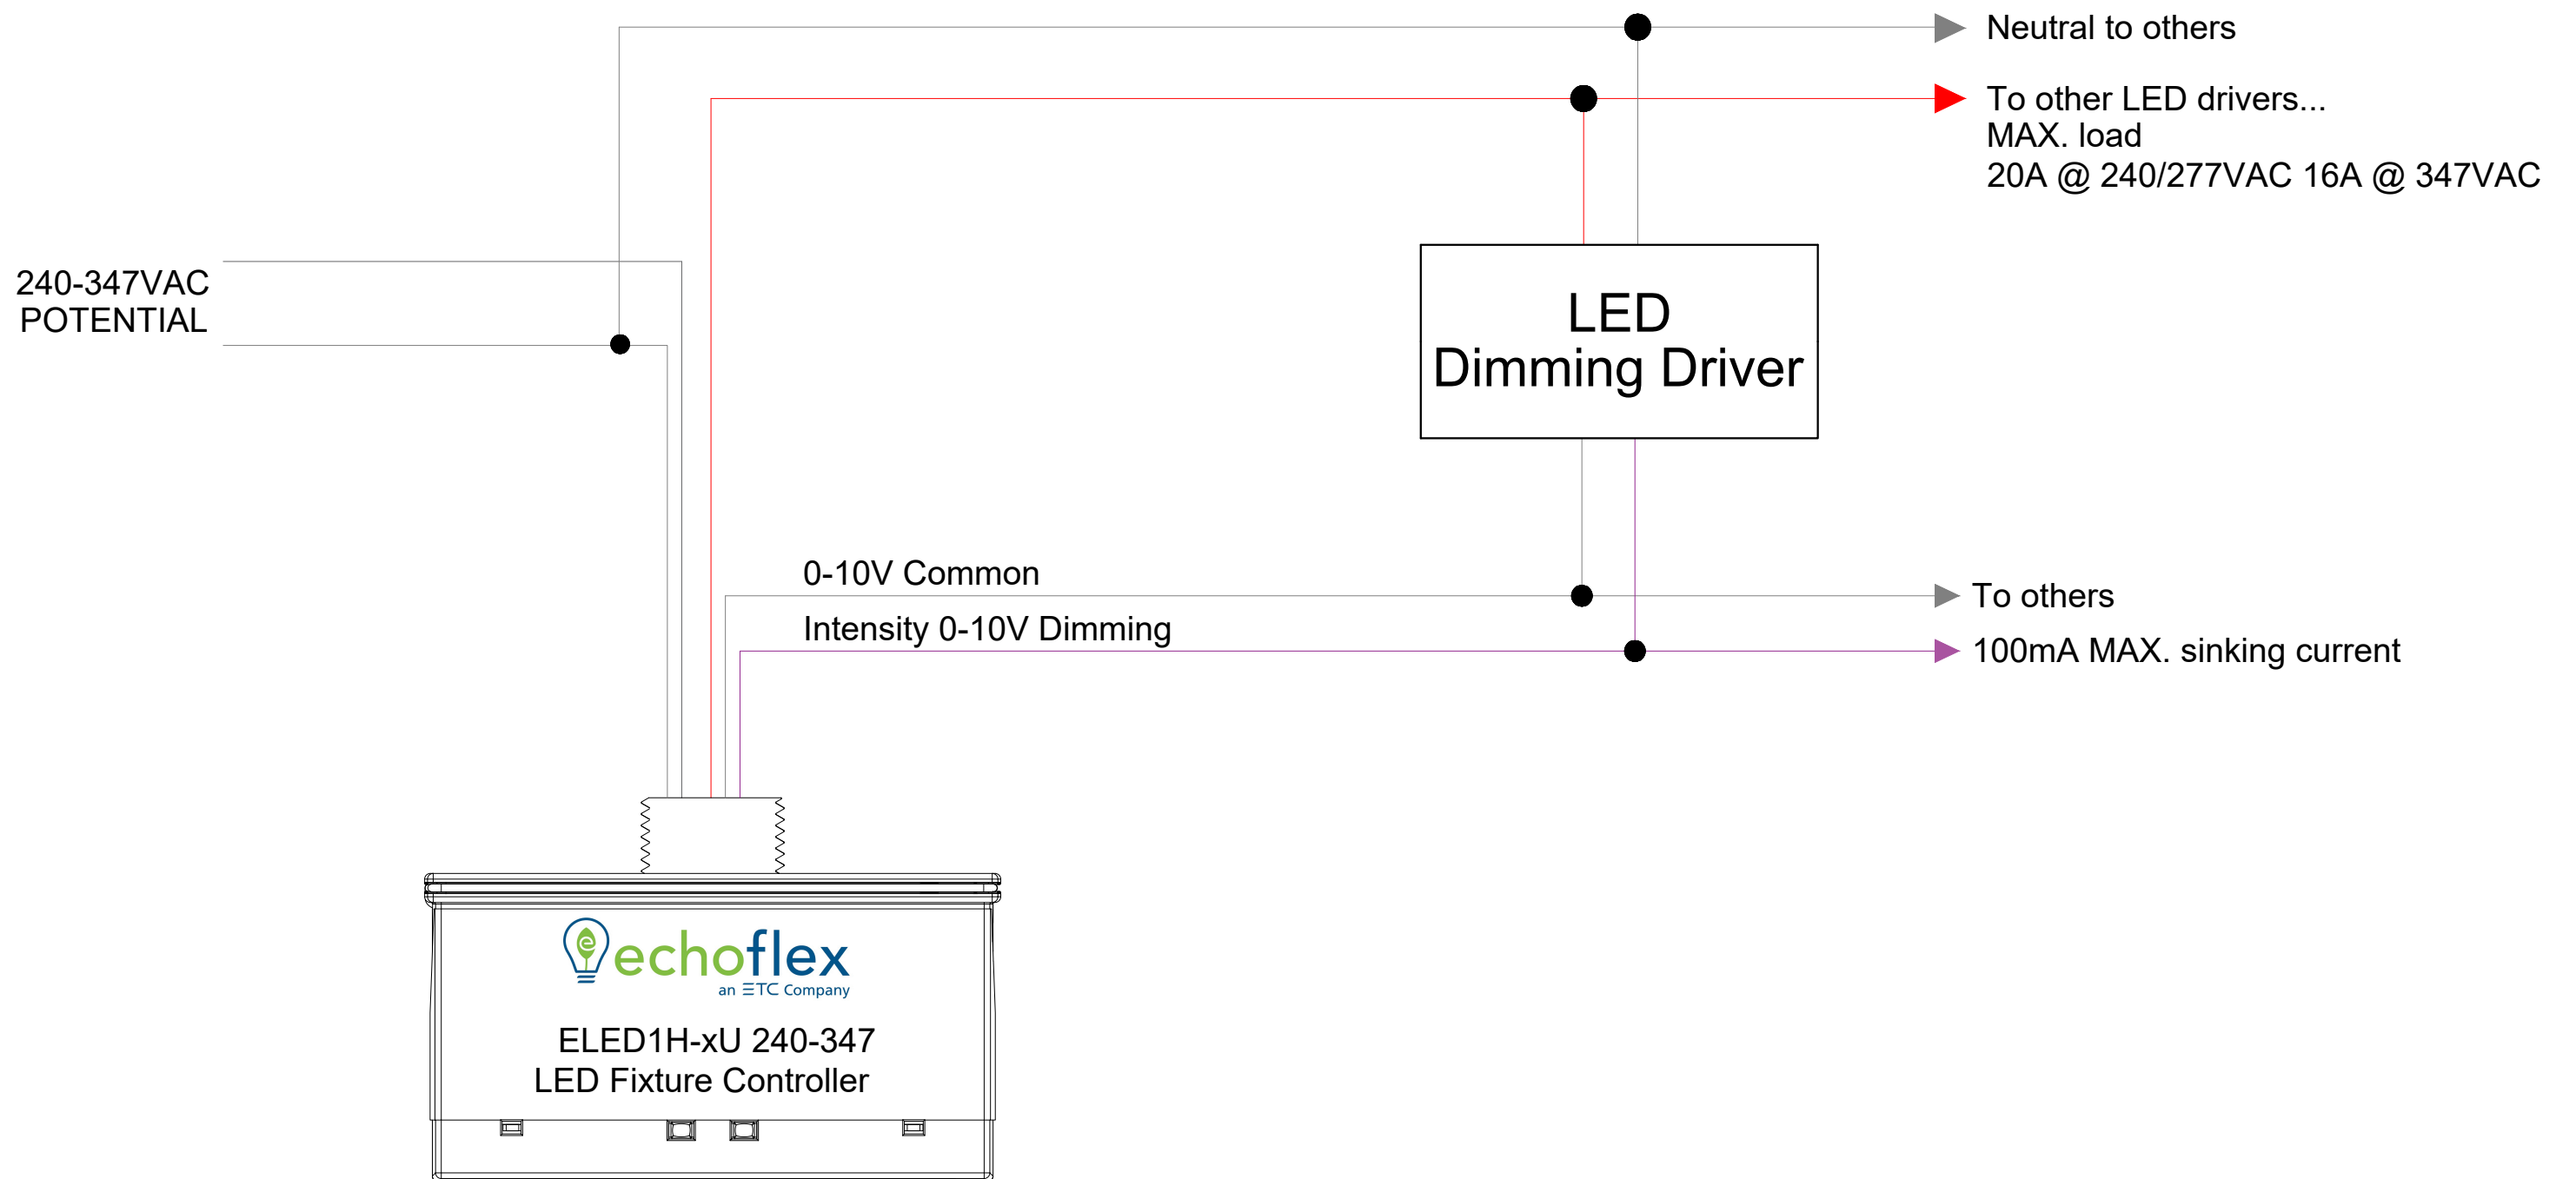 Neutral to others
To other LED drivers...
MAX. load
20A @ 240/277VAC 16A @ 347VAC
240-347VAC
POTENTIAL
LED
Dimming Driver
0-10V Common
To others
Intensity 0-10V Dimming
100mA MAX. sinking current
e
echoflex
an ETC Company
ELED1H-xU 240-347
LED Fixture Controller